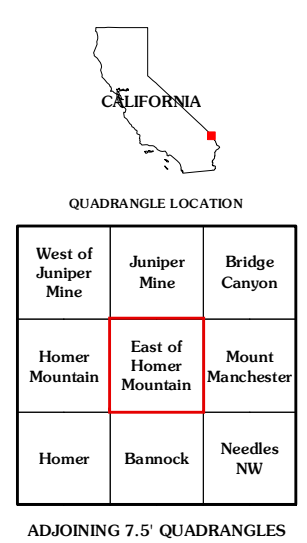 CALIFORNIA
QUADRANGLE LOCATION
West of
Juniper
Mine
Juniper
Mine
Bridge
Canyon
Homer
Mountain
East of
Homer
Mountain
Mount
Manchester
Homer
Bannock
Needles
NW
ADJOINING 7.5' QUADRANGLES